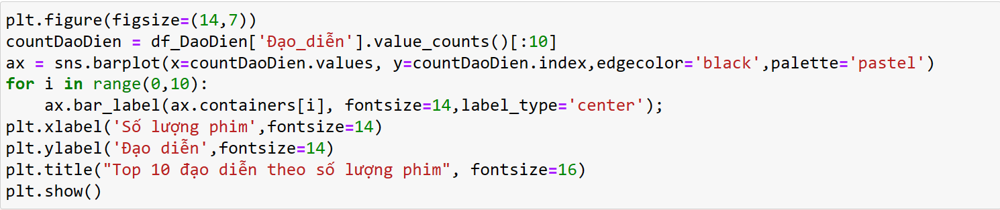 plt.figure(figsize=(14,7))
countDaoDien = df_DaoDien['Đạo_diễn'].value_counts()[:10]
ax = sns.barplot(x=countDaoDien.values, y=countDaoDien.index,edgecolor='black',palette='pastel')
for i in range(0,10):
    ax.bar_label(ax.containers[i], fontsize=14,label_type='center');
plt.xlabel('Số lượng phim',fontsize=14)
plt.ylabel('Đạo diễn',fontsize=14)
plt.title("Top 10 đạo diễn theo số lượng phim", fontsize=16)
plt.show()